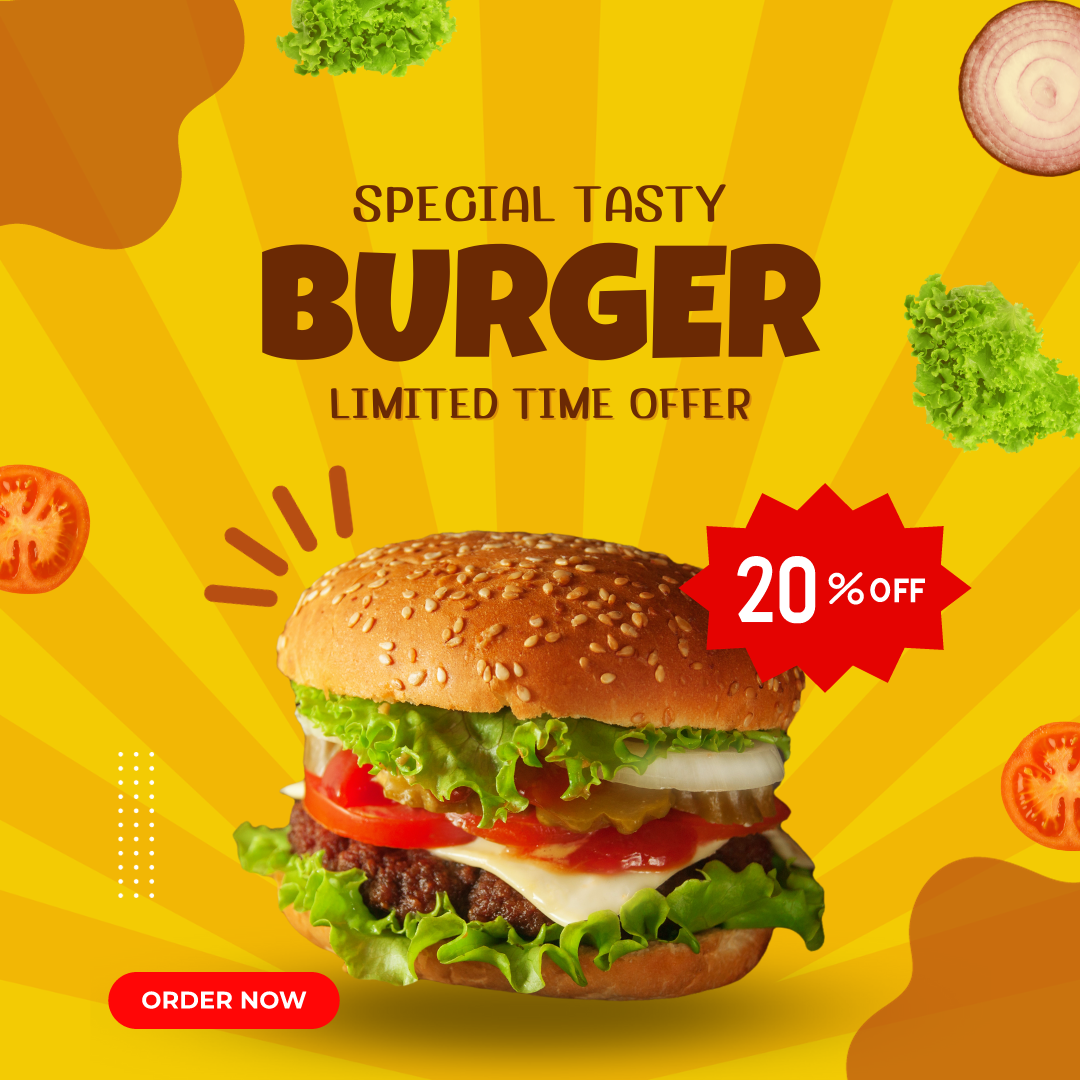 SPECIAL TASTY
BURGER
LIMITED TIME OFFER
20 % OFF
ORDER NOW